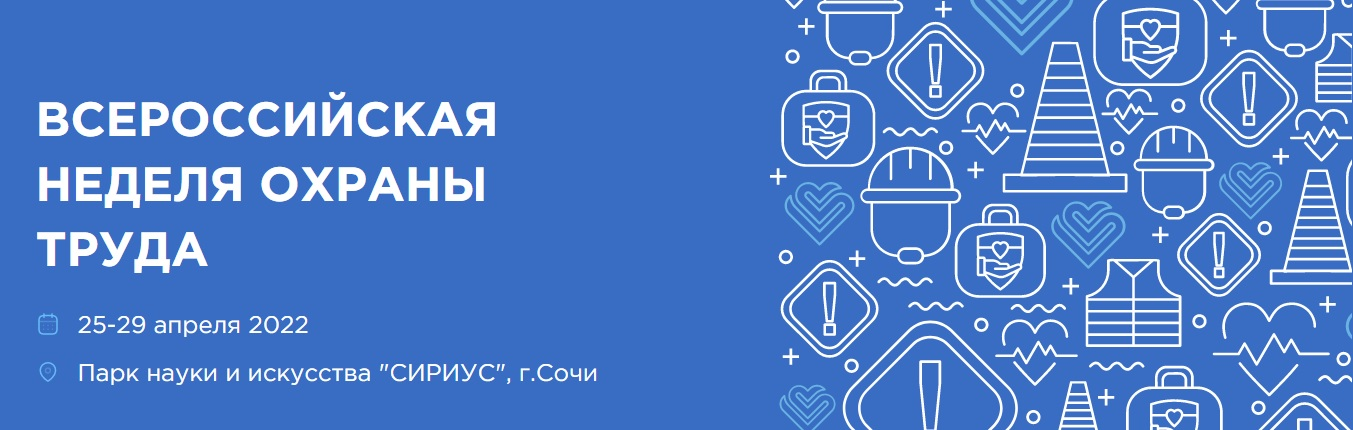 ВСЕРОССИЙСКАЯ
НЕДЕЛЯ ОХРАНЫ
ТРУДА
25-29 апреля 2022
Парк науки и искусства "СИРИУС", г.Сочи